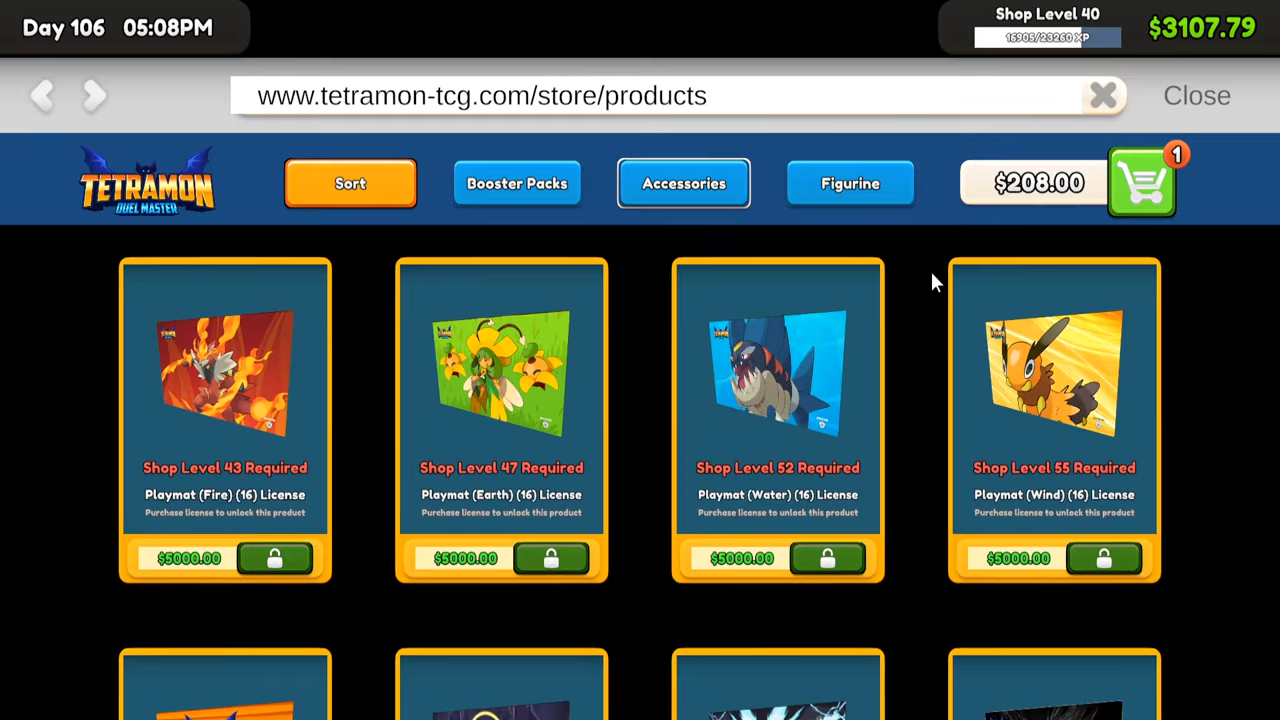 Day 106 05:08PM
Shop Level 40
16905/23260 XP
$3107.79
www.tetramon-tcg.com/store/products
Close
TETRAMON
DUEL MASTER
Sort
Booster Packs
Accessories
Figurine
$208.00
1
Shop Level 43 Required
Playmat (Fire) (16) License
Purchase license to unlock this product
$5000.00
Shop Level 47 Required
Playmat (Earth) (16) License
Purchase license to unlock this product
$5000.00
Shop Level 52 Required
Playmat (Water) (16) License
Purchase license to unlock this product
$5000.00
Shop Level 55 Required
Playmat (Wind) (16) License
Purchase license to unlock this product
$5000.00